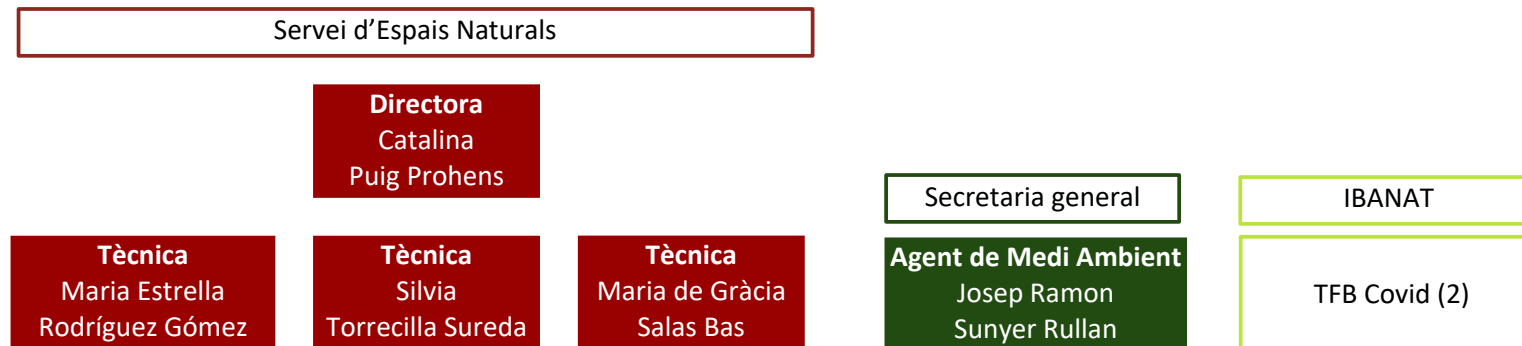 Servei d’Espais Naturals
Directora
Catalina
Puig Prohens
Secretaria general
IBANAT
Tècnica
Maria Estrella
Rodríguez Gómez
Tècnica
Silvia
Torrecilla Sureda
Tècnica
Maria de Gràcia
Salas Bas
Agent de Medi Ambient
Josep Ramon
Sunyer Rullan
TFB Covid (2)